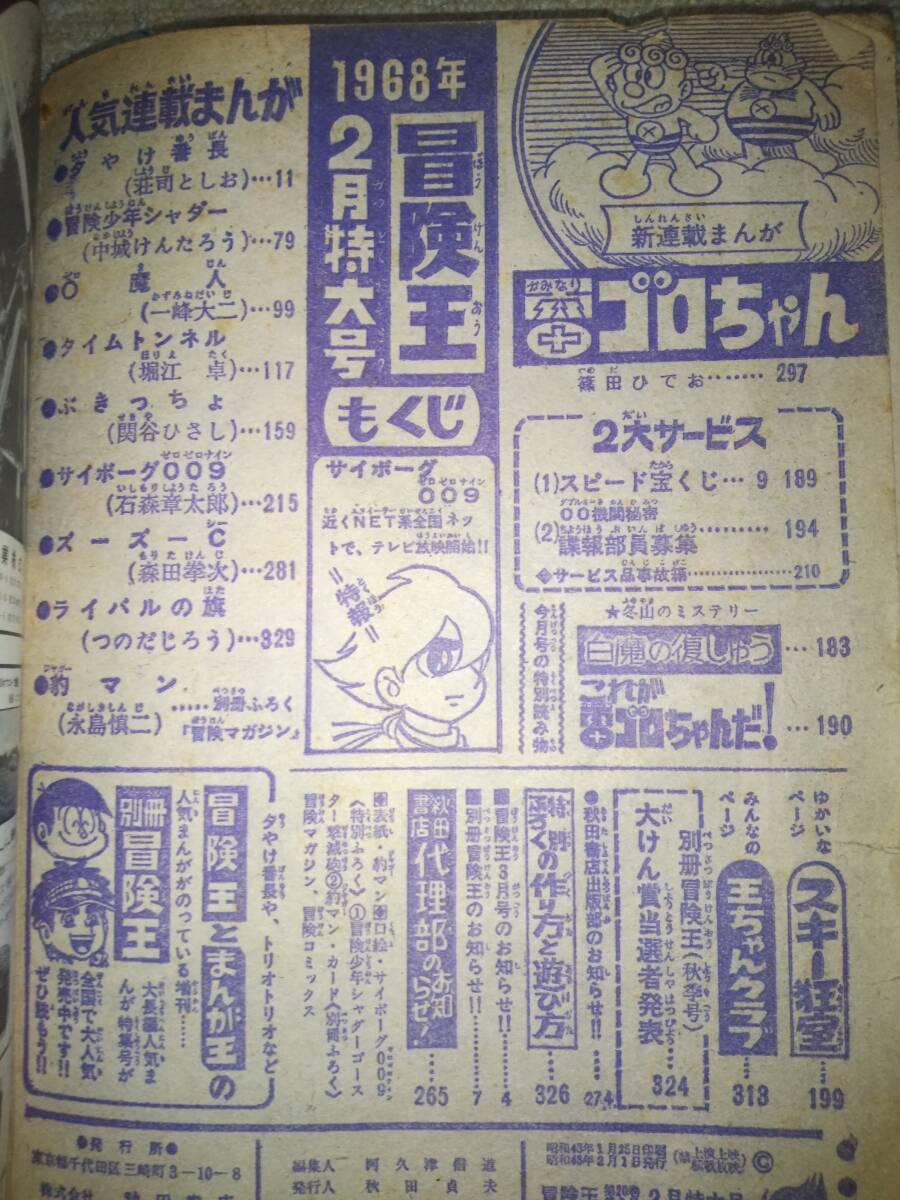 1968年
2月特大号
冒険王
もくじ
新連載まんが
雷ゴロちゃん
篠田ひでお……… 297
2大サービス
(1)スピード宝くじ… 9 189
００機関秘密
(2)諜報部員募集……… 194
サービス品事故箱……… 210
今月号の特別読み物
★冬山のミステリー
白魔の復しゅう … 183
これが
雷ゴロちゃんだ! … 190
サイボーグ
００９
近くNET系全国ネッ
トで、テレビ放映開始!!
＝特報＝
人気連載まんが
●夕やけ番長
(荘司としお)…11
●冒険少年シャダー
(中城けんたろう)…79
●０魔人
(一峰大二)…99
●タイムトンネル
(堀江卓)…117
●ぶきっちょ
(関谷ひさし)…159
●サイボーグ００９
(石森章太郎)…215
●ズーズーＣ
(森田拳次)…281
●ライバルの旗
(つのだじろう)…329
●豹マン……別冊ふろく
(永島慎二)『冒険マガジン』
ゆかいなページ
スキー狂室……199
みんなのページ
王ちゃんクラブ……313
別冊冒険王(秋季号)
大けん賞当選者発表……324
●秋田書店出版部のお知らせ!!……274
特別ふろくの作り方と遊び方……326
■冒険王3月号のお知らせ!!……4
■別冊冒険王のお知らせ!!……7
秋田書店代理部のお知らせ!……265
表紙・豹マン 口絵・サイボーグ００９
〈特別ふろく〉①冒険少年シャダーゴース
ター撃滅砲②豹マン・カード〈別冊ふろく〉
冒険マガジン、冒険コミックス
夕やけ番長や、トリオトリオなど
冒険王とまんが王の
人気まんががのっている増刊……
別冊冒険王
大長編人気ま
んが特集号が
全国で大人気
発売中です!!
ぜひ読もう!!
●発行所●
東京都千代田区三崎町3-10-8
株式会社
編集人 阿久津信道
発行人 秋田貞夫
昭和43年1月25日印刷
昭和43年2月1日発行
(禁上演上映転載放映)©